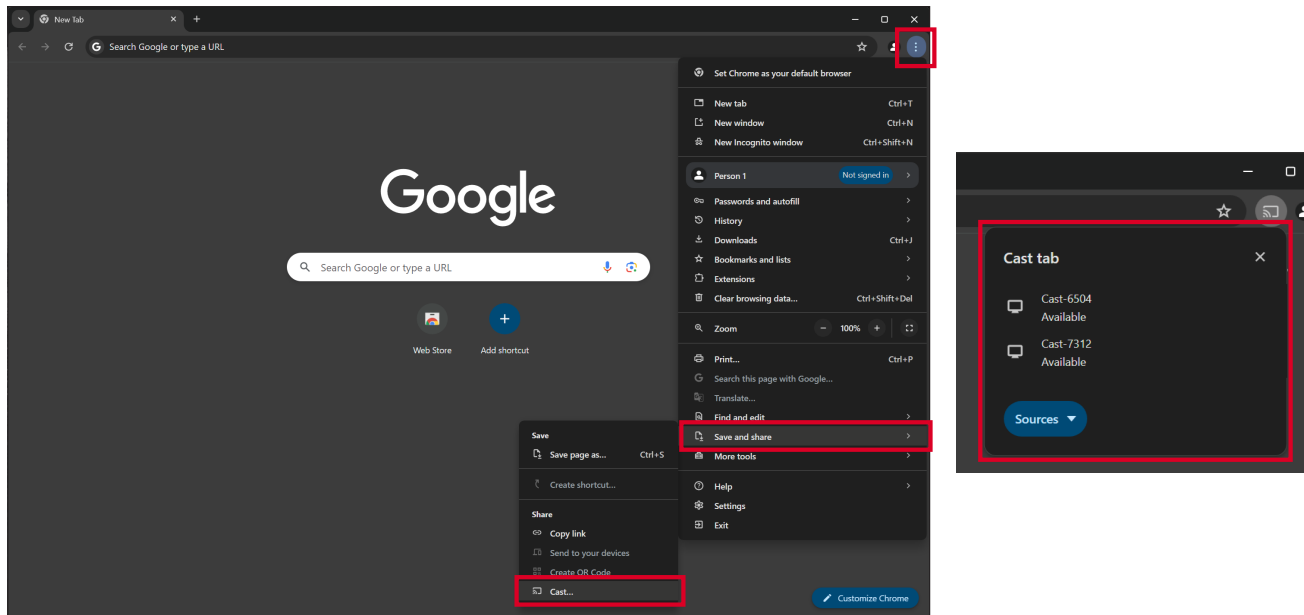 New Tab
Search Google or type a URL
Set Chrome as your default browser
New tab Ctrl+T
New window Ctrl+N
New Incognito window Ctrl+Shift+N
Person 1 Not signed in
Passwords and autofill
History
Downloads Ctrl+J
Bookmarks and lists
Extensions
Clear browsing data... Ctrl+Shift+Del
Zoom − 100% +
Print... Ctrl+P
Search this page with Google...
Translate...
Find and edit
Save and share
More tools
Help
Settings
Exit
Google
Search Google or type a URL
Web Store
Add shortcut
Save
Save page as... Ctrl+S
Create shortcut...
Share
Copy link
Send to your devices
Create QR Code
Cast...
Customize Chrome
Cast tab
Cast-6504
Available
Cast-7312
Available
Sources